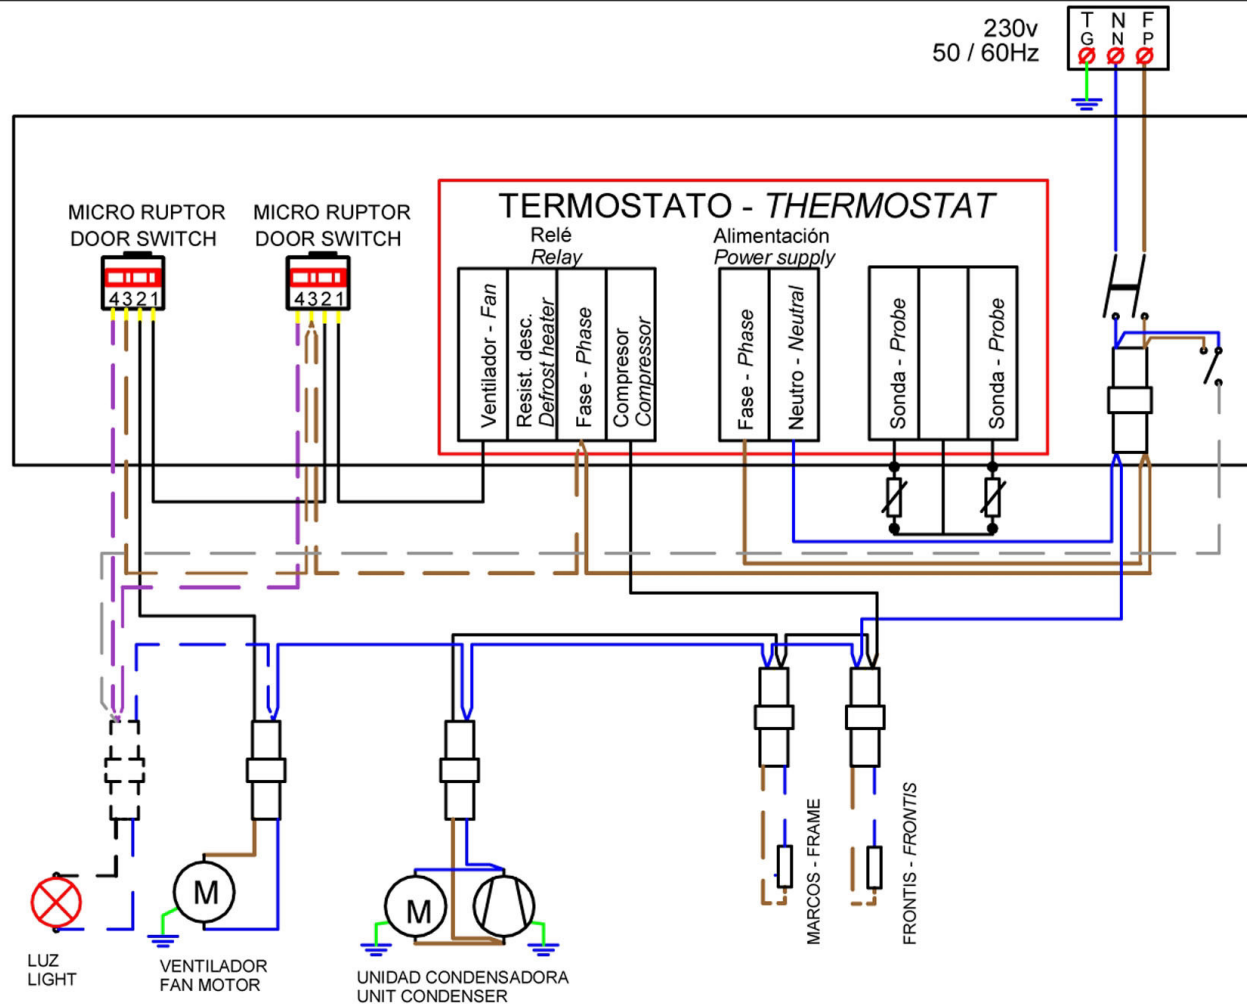 230v
50 / 60Hz
T N F
G N P
MICRO RUPTOR
DOOR SWITCH
4321
MICRO RUPTOR
DOOR SWITCH
4321
TERMOSTATO - THERMOSTAT
Relé
Relay
Alimentación
Power supply
Ventilador - Fan
Resist. desc.
Defrost heater
Fase - Phase
Compresor
Compressor
Fase - Phase
Neutro - Neutral
Sonda - Probe
Sonda - Probe
M
M
MARCOS - FRAME
FRONTIS - FRONTIS
LUZ
LIGHT
VENTILADOR
FAN MOTOR
UNIDAD CONDENSADORA
UNIT CONDENSER